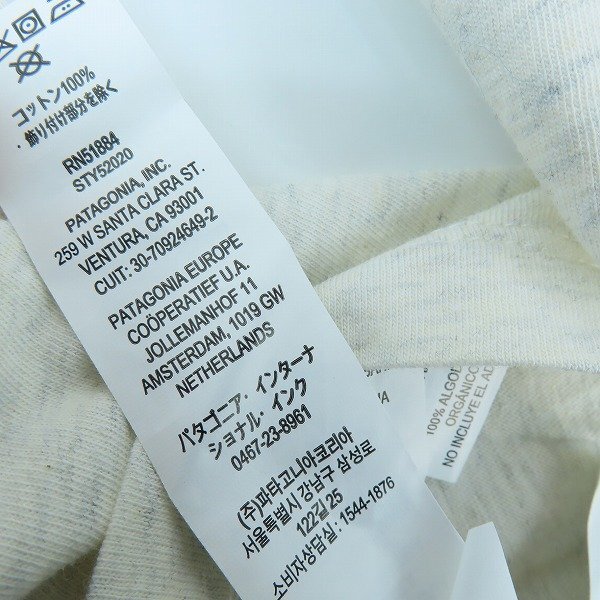 コットン100%
・飾り付け部分を除く
RN51884
STY52020
PATAGONIA, INC.
259 W SANTA CLARA ST.
VENTURA, CA 93001
CUIT: 30-70924649-2
PATAGONIA EUROPE
COÖPERATIEF U.A.
JOLLEMANHOF 11
AMSTERDAM, 1019 GW
NETHERLANDS
パタゴニア・インターナ
ショナル・インク
0467-23-8961
(주)파타고니아코리아
서울특별시 강남구 삼성로
122길 25
소비자상담실: 1544-1876
100% ALGOD
ORGÁNICO
NO INCLUYE EL AD